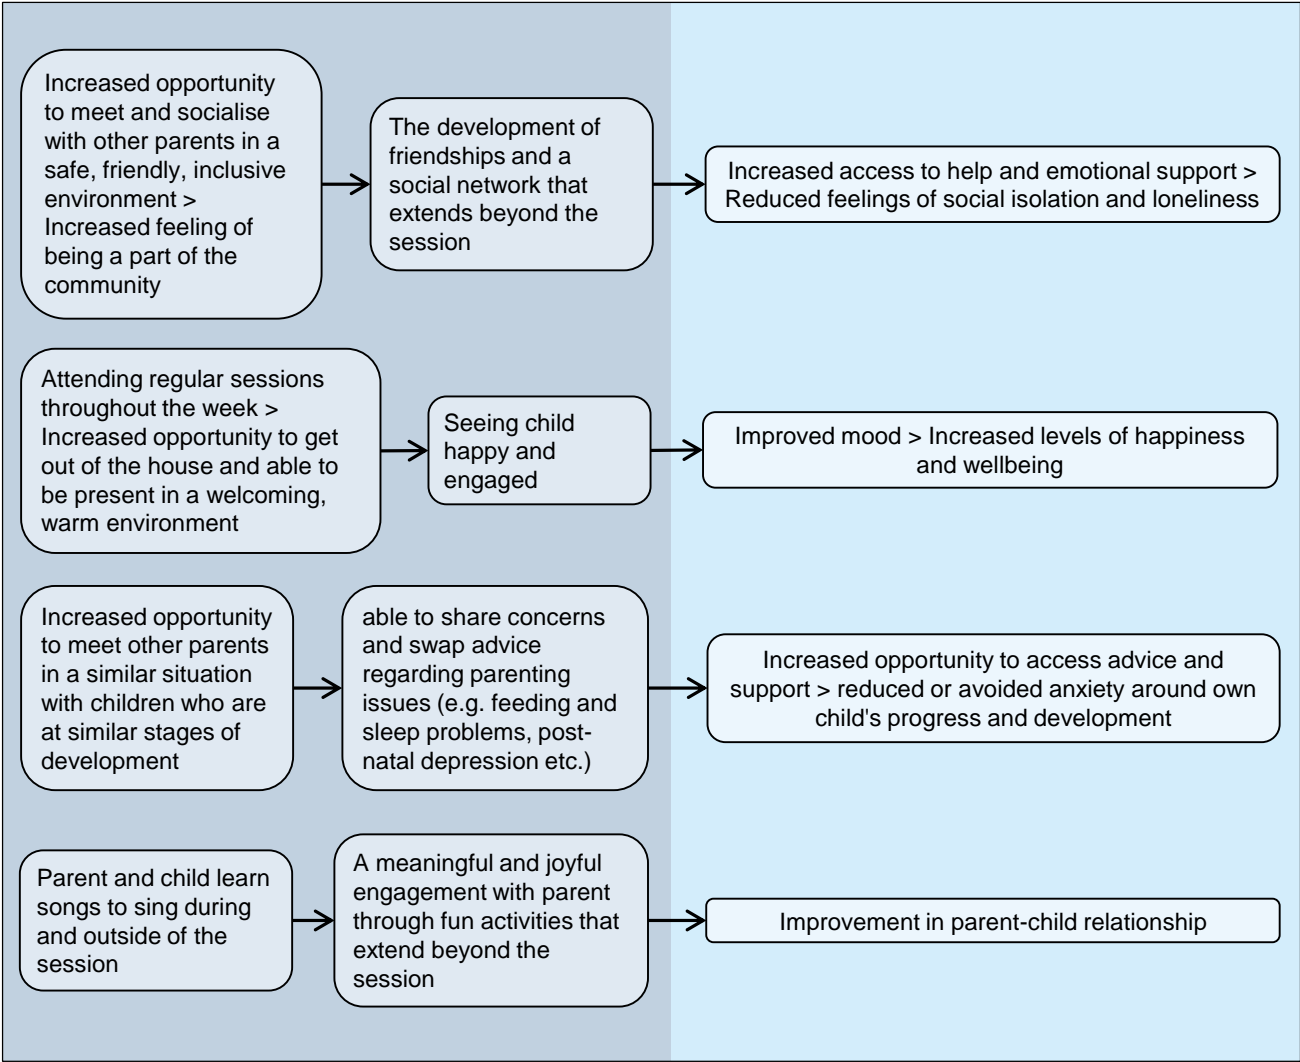 Increased opportunity
to meet and socialise
with other parents in a
safe, friendly, inclusive
environment >
Increased feeling of
being a part of the
community
The development of
friendships and a
social network that
extends beyond the
session
Increased access to help and emotional support >
Reduced feelings of social isolation and loneliness
Attending regular sessions
throughout the week >
Increased opportunity to get
out of the house and able to
be present in a welcoming,
warm environment
Seeing child
happy and
engaged
Improved mood > Increased levels of happiness
and wellbeing
Increased opportunity
to meet other parents
in a similar situation
with children who are
at similar stages of
development
able to share concerns
and swap advice
regarding parenting
issues (e.g. feeding and
sleep problems, post-
natal depression etc.)
Increased opportunity to access advice and
support > reduced or avoided anxiety around own
child's progress and development
Parent and child learn
songs to sing during
and outside of the
session
A meaningful and joyful
engagement with parent
through fun activities that
extend beyond the
session
Improvement in parent-child relationship